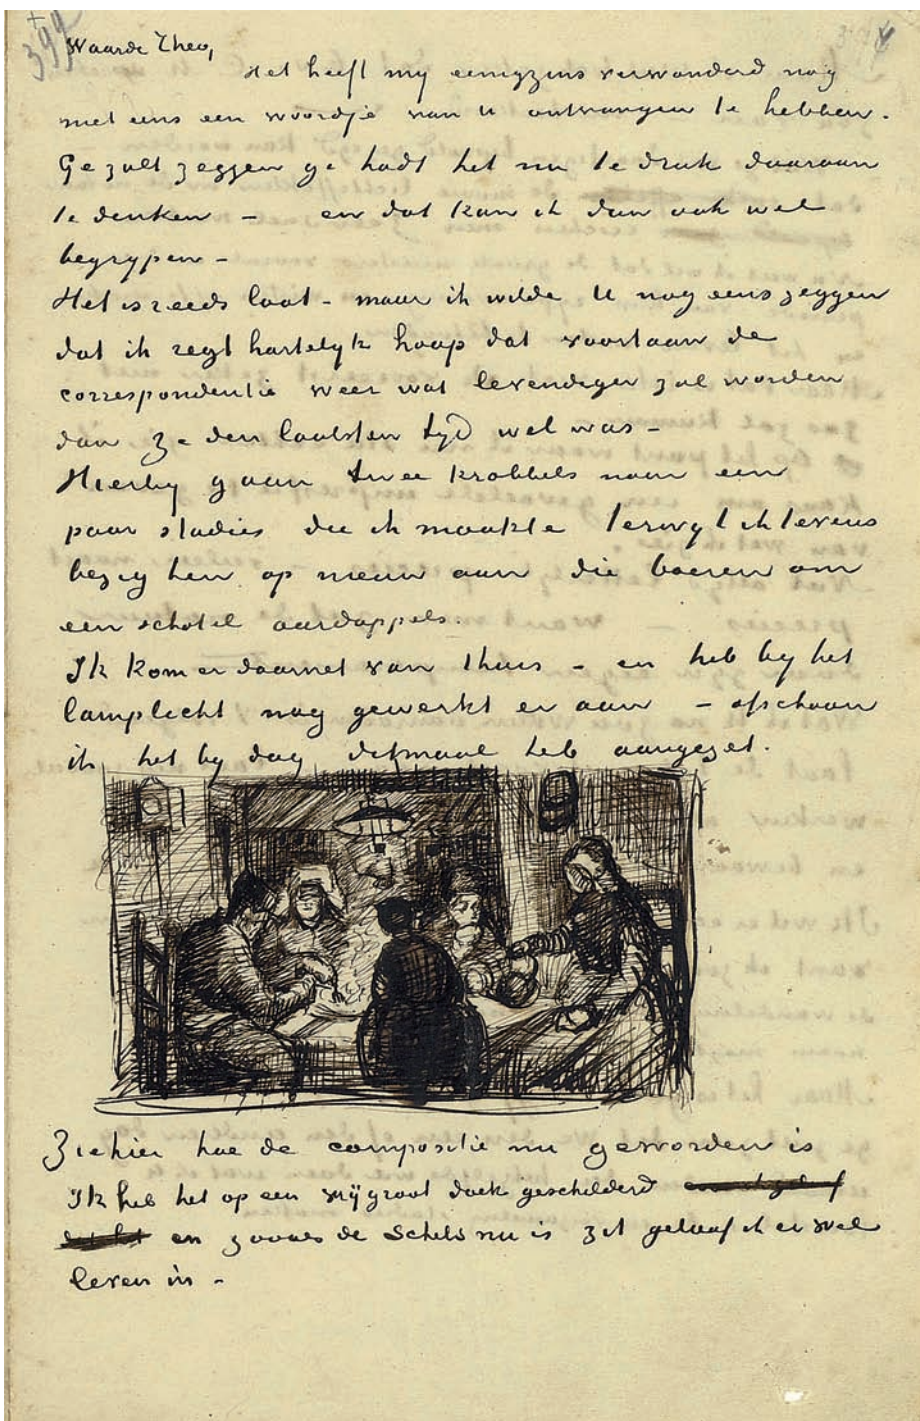 399
Waarde Theo,
Het heeft my eenigzins verwonderd nog
niet eens een woordje van U ontvangen te hebben.
Ge zult zeggen ge hadt het nu te druk daaraan
te denken – en dat kan ik dan ook wel
begrypen –
Het is reeds laat – maar ik wilde U nog eens zeggen
dat ik regt hartelyk hoop dat voortaan de
correspondentie weer wat levendiger zal worden
dan ze den laatsten tyd wel was –
Hierby gaan twee krabbels naar een
paar studies die ik maakte terwyl ik tevens
bezig ben op nieuw aan die boeren om
een schotel aardappels.
Ik kom er daarnet van thuis – en heb by het
lamplicht nog gewerkt er aan – ofschoon
ik het by dag ditmaal heb aangezet.
Ziehier hoe de compositie nu geworden is
Ik heb het op een vrij groot doek geschilderd
en zooals de schets nu is zit geloof ik er wel
leven in –